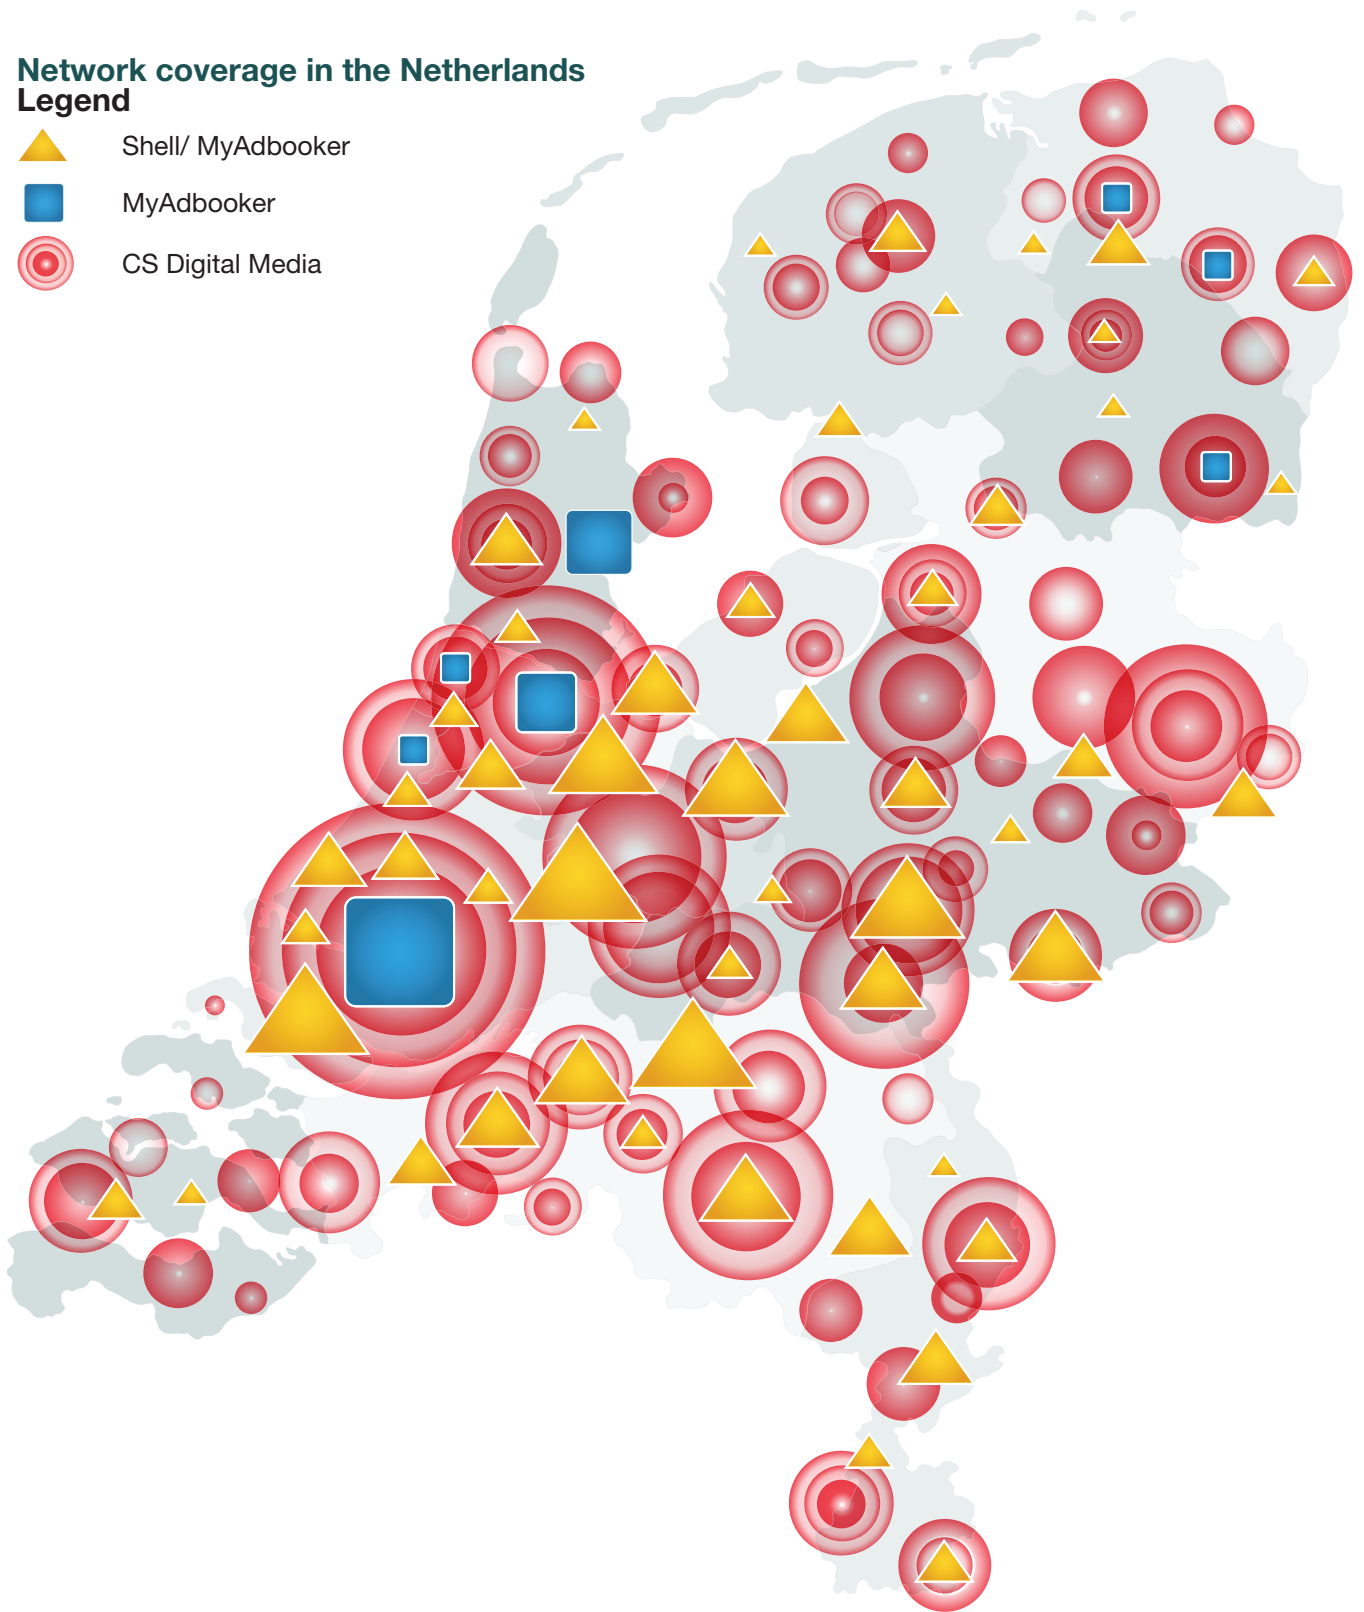 Network coverage in the Netherlands
Legend
Shell/ MyAdbooker
MyAdbooker
CS Digital Media